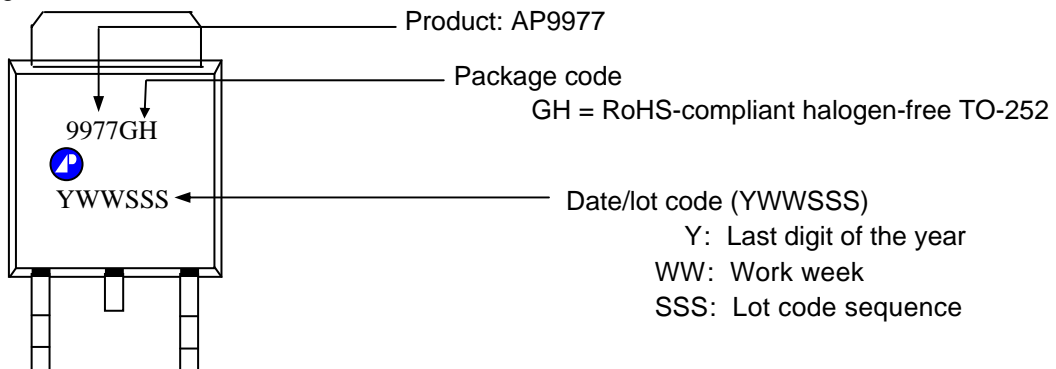 Product: AP9977
Package code
GH = RoHS-compliant halogen-free TO-252
9977GH
YWWSSS
Date/lot code (YWWSSS)
Y: Last digit of the year
WW: Work week
SSS: Lot code sequence